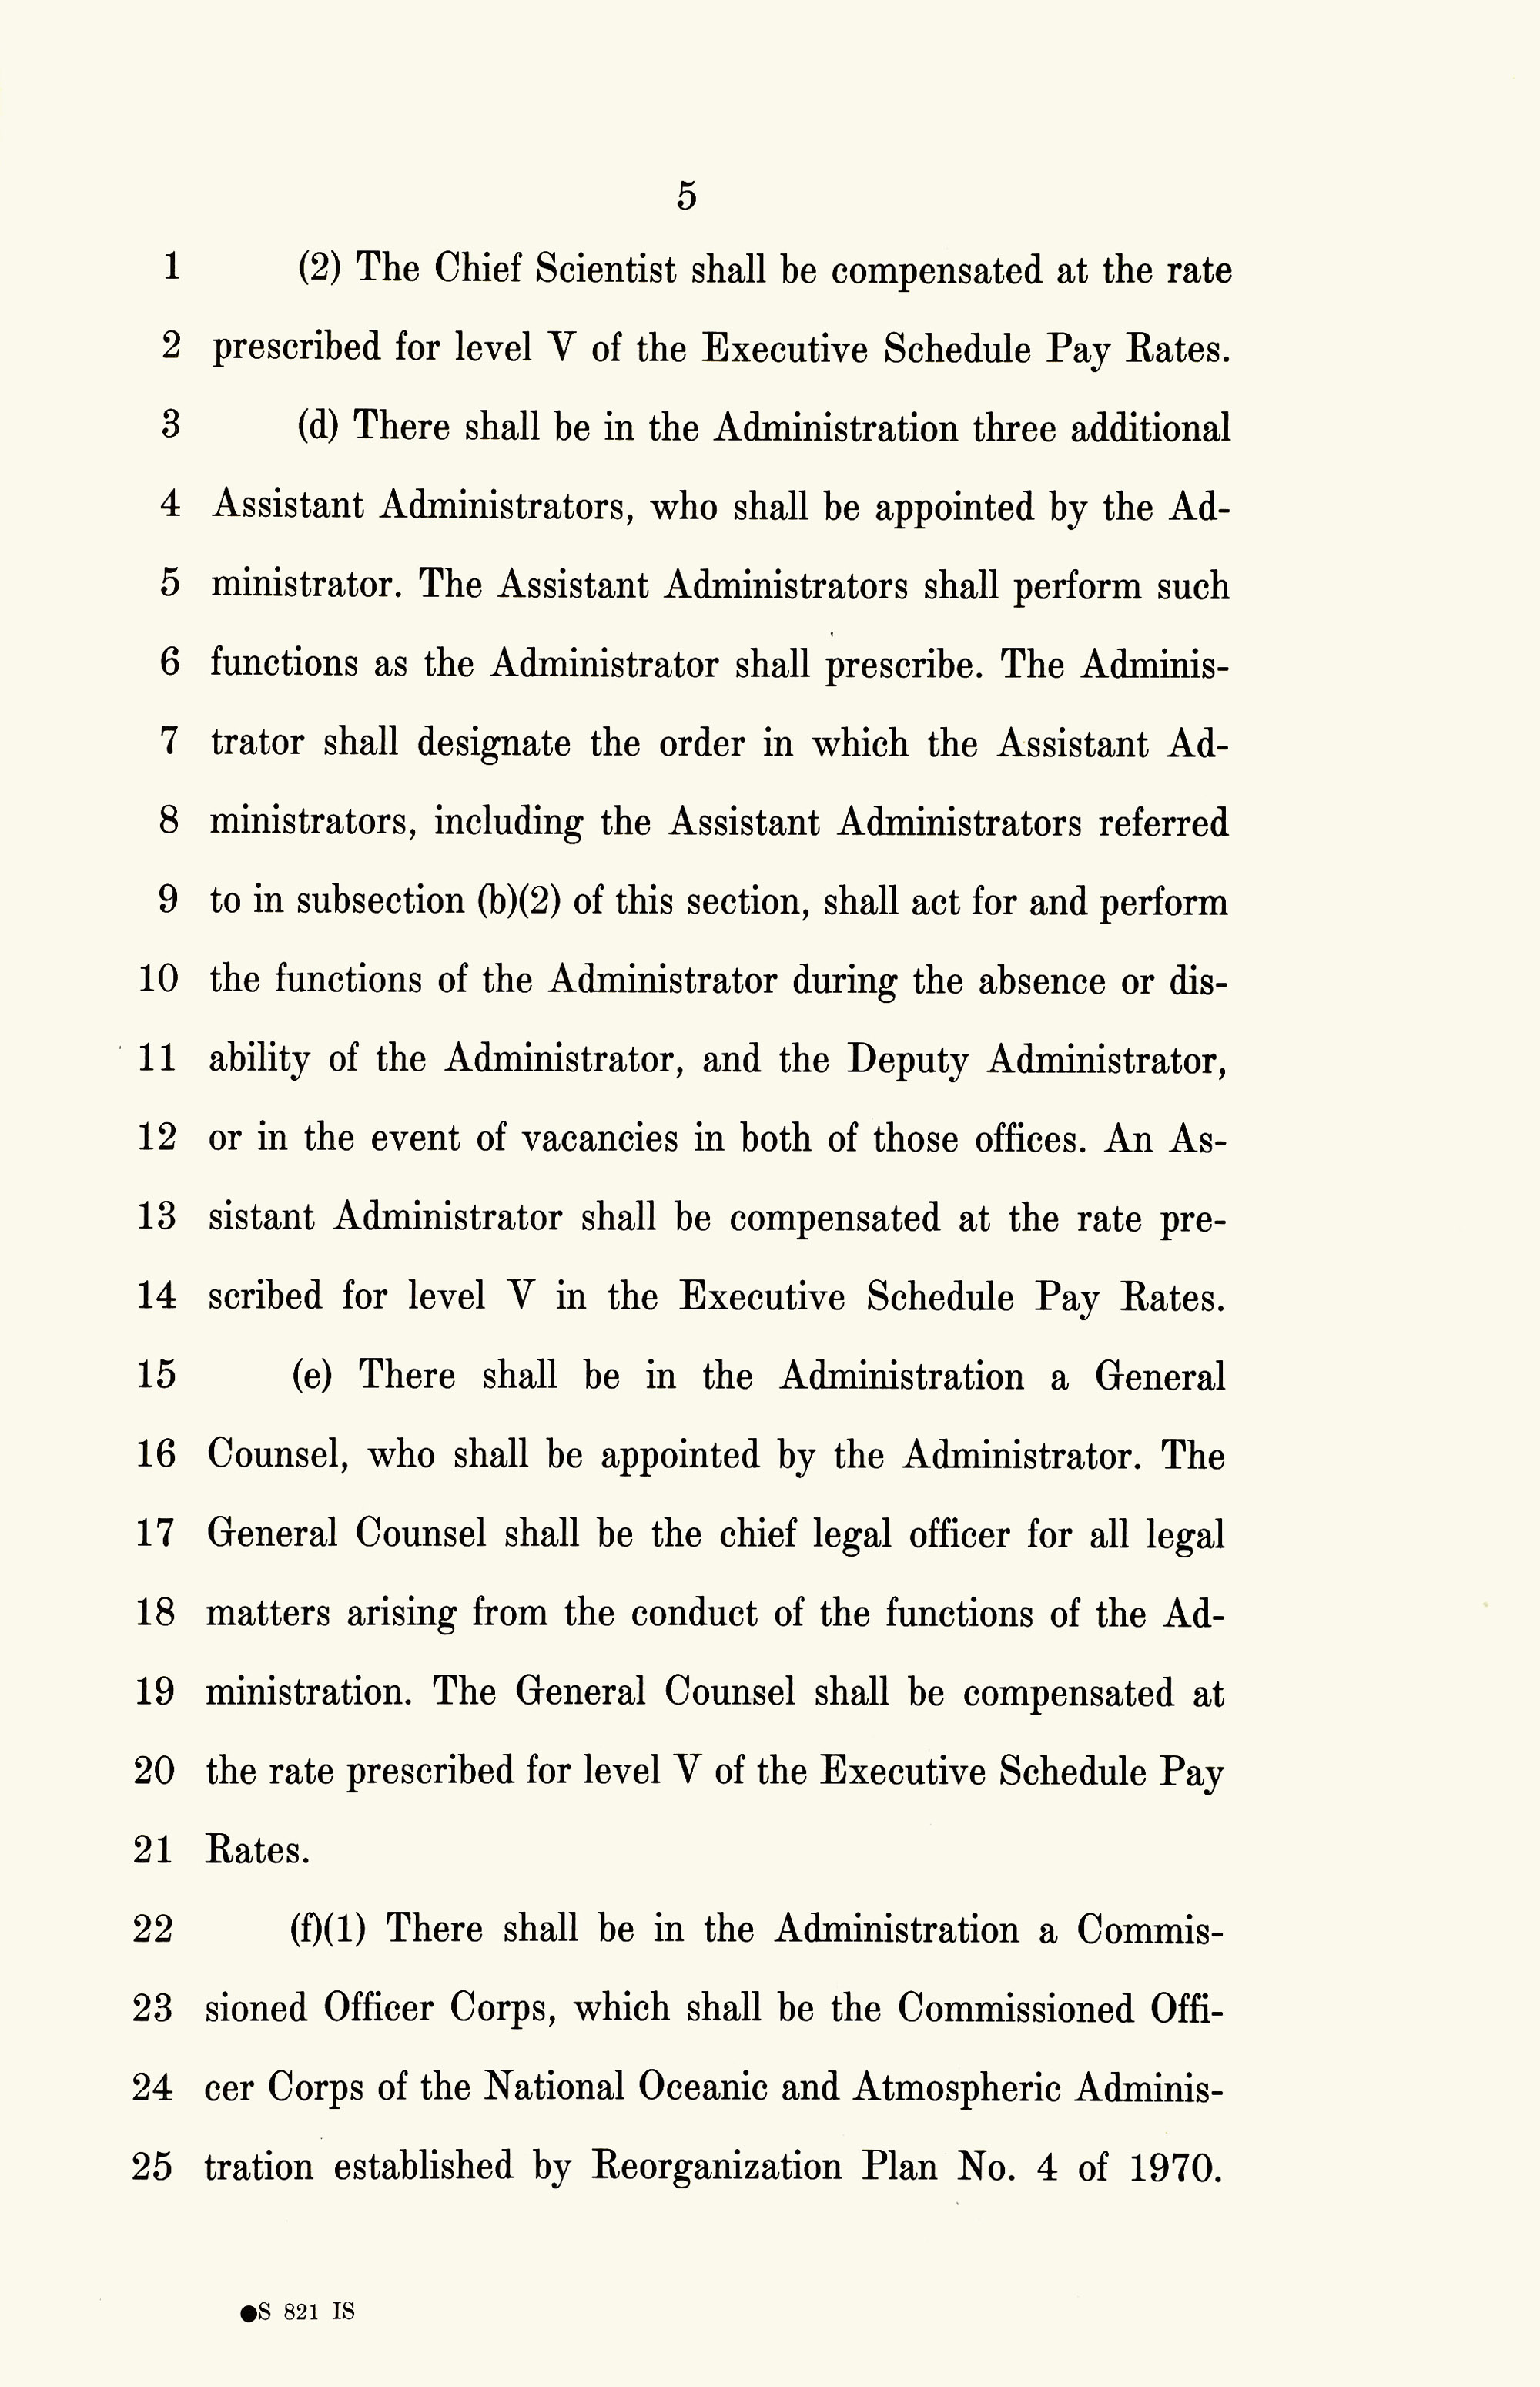 5
1 (2) The Chief Scientist shall be compensated at the rate
2 prescribed for level V of the Executive Schedule Pay Rates.
3 (d) There shall be in the Administration three additional
4 Assistant Administrators, who shall be appointed by the Ad-
5 ministrator. The Assistant Administrators shall perform such
6 functions as the Administrator shall prescribe. The Adminis-
7 trator shall designate the order in which the Assistant Ad-
8 ministrators, including the Assistant Administrators referred
9 to in subsection (b)(2) of this section, shall act for and perform
10 the functions of the Administrator during the absence or dis-
11 ability of the Administrator, and the Deputy Administrator,
12 or in the event of vacancies in both of those offices. An As-
13 sistant Administrator shall be compensated at the rate pre-
14 scribed for level V in the Executive Schedule Pay Rates.
15 (e) There shall be in the Administration a General
16 Counsel, who shall be appointed by the Administrator. The
17 General Counsel shall be the chief legal officer for all legal
18 matters arising from the conduct of the functions of the Ad-
19 ministration. The General Counsel shall be compensated at
20 the rate prescribed for level V of the Executive Schedule Pay
21 Rates.
22 (f)(1) There shall be in the Administration a Commis-
23 sioned Officer Corps, which shall be the Commissioned Offi-
24 cer Corps of the National Oceanic and Atmospheric Adminis-
25 tration established by Reorganization Plan No. 4 of 1970.
●S 821 IS